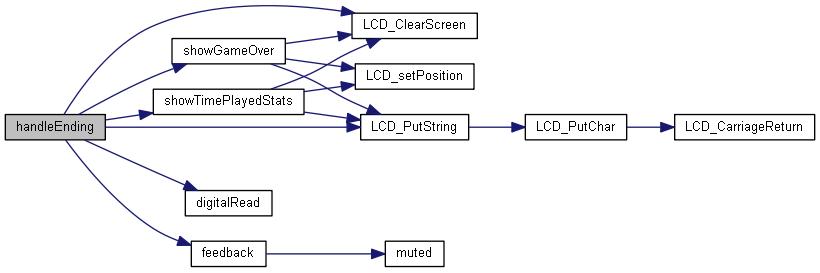 LCD_ClearScreen
showGameOver
LCD_setPosition
showTimePlayedStats
handleEnding
LCD_PutString
LCD_PutChar
LCD_CarriageReturn
digitalRead
feedback
muted